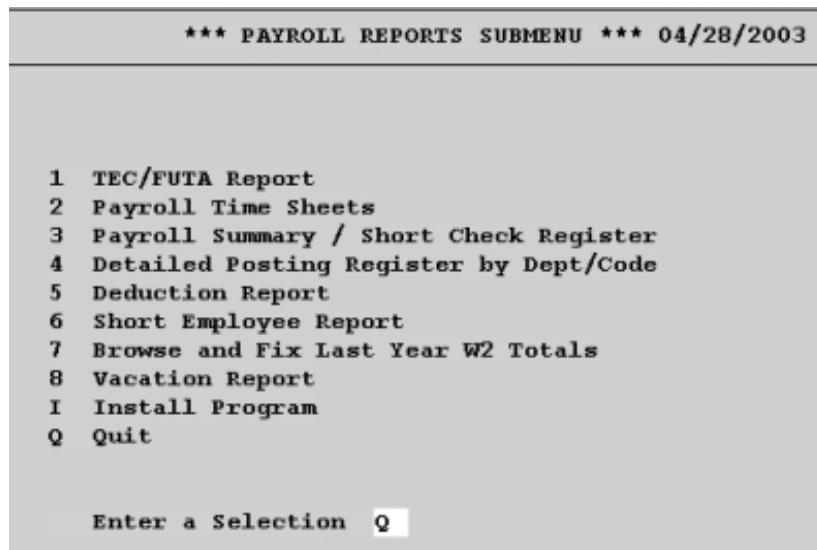 *** PAYROLL REPORTS SUBMENU *** 04/28/2003
1 TEC/FUTA Report
2 Payroll Time Sheets
3 Payroll Summary / Short Check Register
4 Detailed Posting Register by Dept/Code
5 Deduction Report
6 Short Employee Report
7 Browse and Fix Last Year W2 Totals
8 Vacation Report
I Install Program
Q Quit
Enter a Selection Q